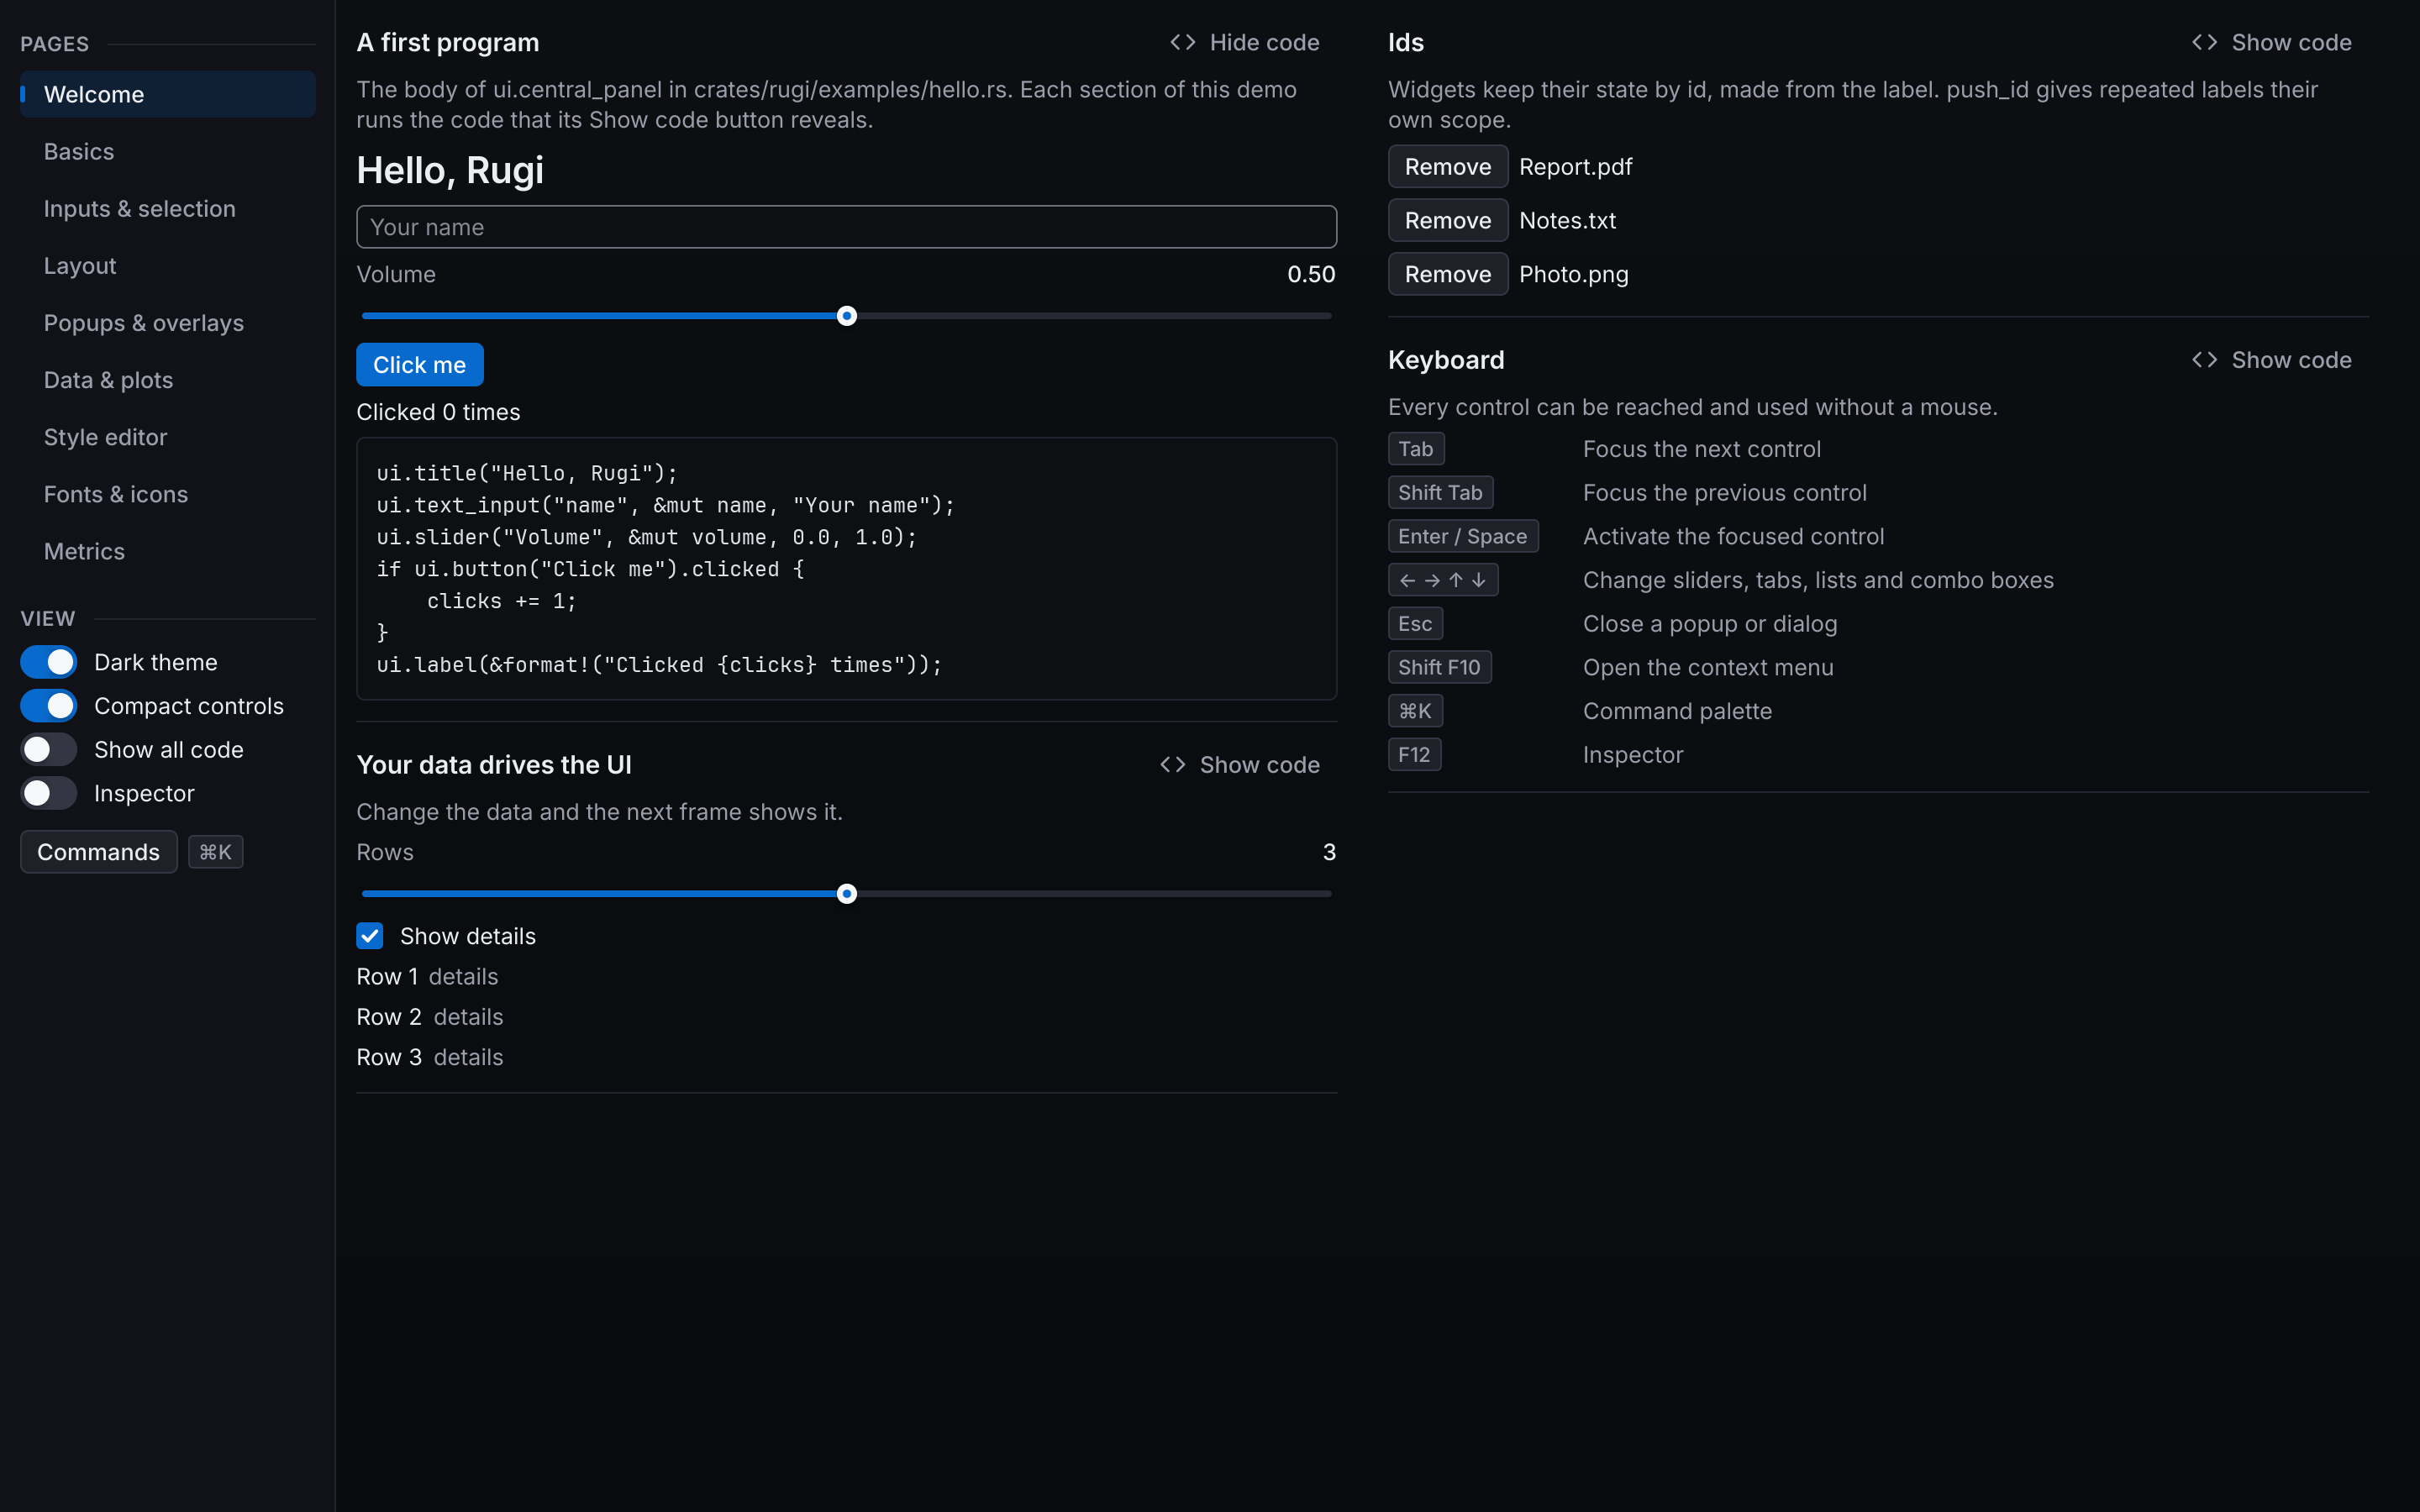 PAGES
Welcome
Basics
Inputs & selection
Layout
Popups & overlays
Data & plots
Style editor
Fonts & icons
Metrics
VIEW
Dark theme
Compact controls
Show all code
Inspector
Commands ⌘K
A first program <> Hide code
The body of ui.central_panel in crates/rugi/examples/hello.rs. Each section of this demo
runs the code that its Show code button reveals.
Hello, Rugi
Your name
Volume 0.50
Click me
Clicked 0 times
ui.title("Hello, Rugi");
ui.text_input("name", &mut name, "Your name");
ui.slider("Volume", &mut volume, 0.0, 1.0);
if ui.button("Click me").clicked {
    clicks += 1;
}
ui.label(&format!("Clicked {clicks} times"));
Your data drives the UI <> Show code
Change the data and the next frame shows it.
Rows 3
Show details
Row 1 details
Row 2 details
Row 3 details
Ids <> Show code
Widgets keep their state by id, made from the label. push_id gives repeated labels their
own scope.
Remove Report.pdf
Remove Notes.txt
Remove Photo.png
Keyboard <> Show code
Every control can be reached and used without a mouse.
Tab Focus the next control
Shift Tab Focus the previous control
Enter / Space Activate the focused control
← → ↑ ↓ Change sliders, tabs, lists and combo boxes
Esc Close a popup or dialog
Shift F10 Open the context menu
⌘K Command palette
F12 Inspector